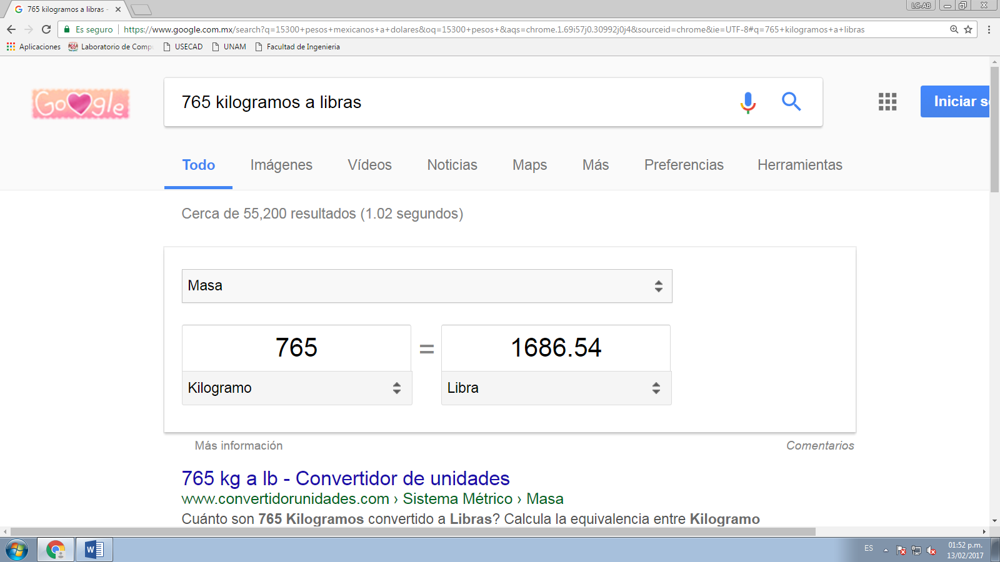 765 kilogramos a libras -
LC-AB
Es seguro
https://www.google.com.mx/search?q=15300+pesos+mexicanos+a+dolares&oq=15300+pesos+&aqs=chrome.1.69i57j0.30992j0j4&sourceid=chrome&ie=UTF-8#q=765+kilogramos+a+libras
Aplicaciones Laboratorio de Comp USECAD UNAM Facultad de Ingenieria
Google
765 kilogramos a libras
Iniciar se
Todo Imágenes Vídeos Noticias Maps Más Preferencias Herramientas
Cerca de 55,200 resultados (1.02 segundos)
Masa
765 = 1686.54
Kilogramo Libra
Más información Comentarios
765 kg a lb - Convertidor de unidades
www.convertidorunidades.com › Sistema Métrico › Masa
Cuánto son 765 Kilogramos convertido a Libras? Calcula la equivalencia entre Kilogramo
ES
01:52 p.m.
13/02/2017